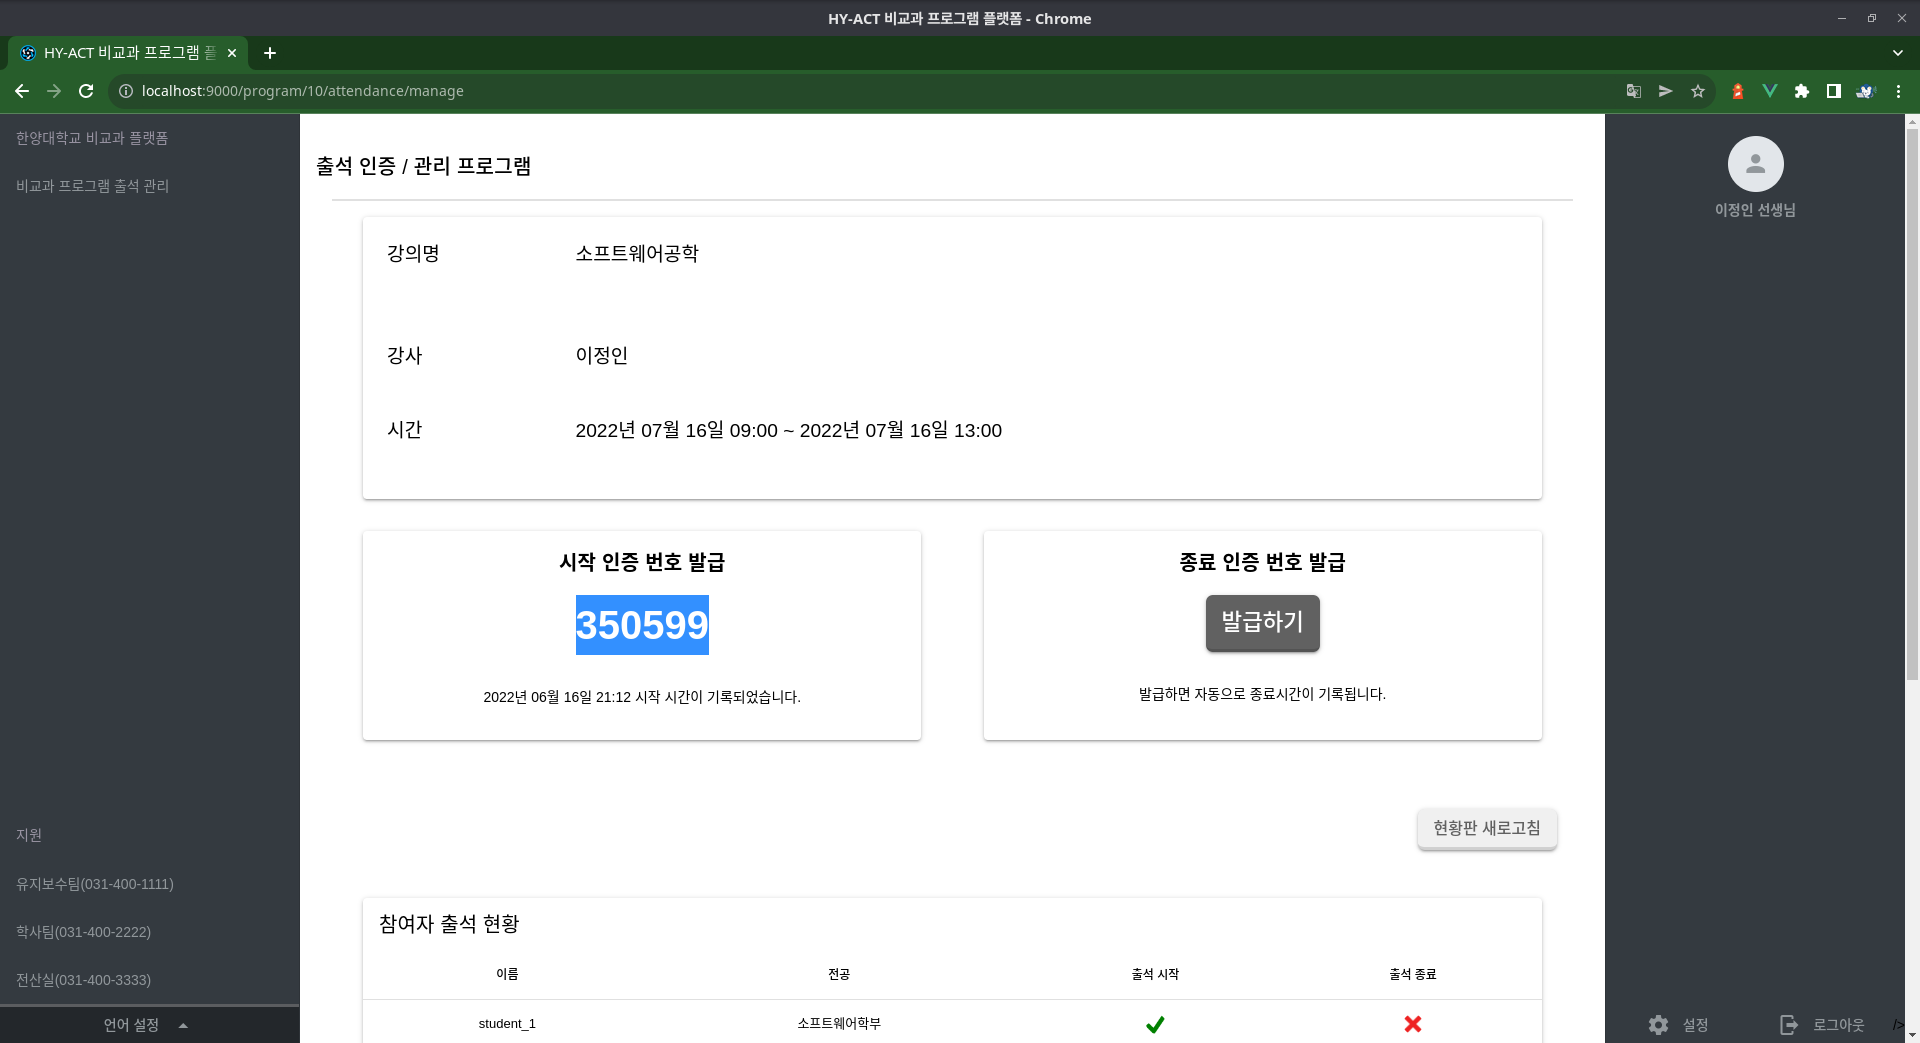 HY-ACT 비교과 프로그램 플랫폼 - Chrome
HY-ACT 비교과 프로그램 플
localhost:9000/program/10/attendance/manage
한양대학교 비교과 플랫폼
비교과 프로그램 출석 관리
출석 인증 / 관리 프로그램
이정인 선생님
강의명 소프트웨어공학
강사 이정인
시간 2022년 07월 16일 09:00 ~ 2022년 07월 16일 13:00
시작 인증 번호 발급
350599
2022년 06월 16일 21:12 시작 시간이 기록되었습니다.
종료 인증 번호 발급
발급하기
발급하면 자동으로 종료시간이 기록됩니다.
현황판 새로고침
참여자 출석 현황
이름 전공 출석 시작 출석 종료
student_1 소프트웨어학부
지원
유지보수팀(031-400-1111)
학사팀(031-400-2222)
전산실(031-400-3333)
언어 설정
설정 로그아웃 />